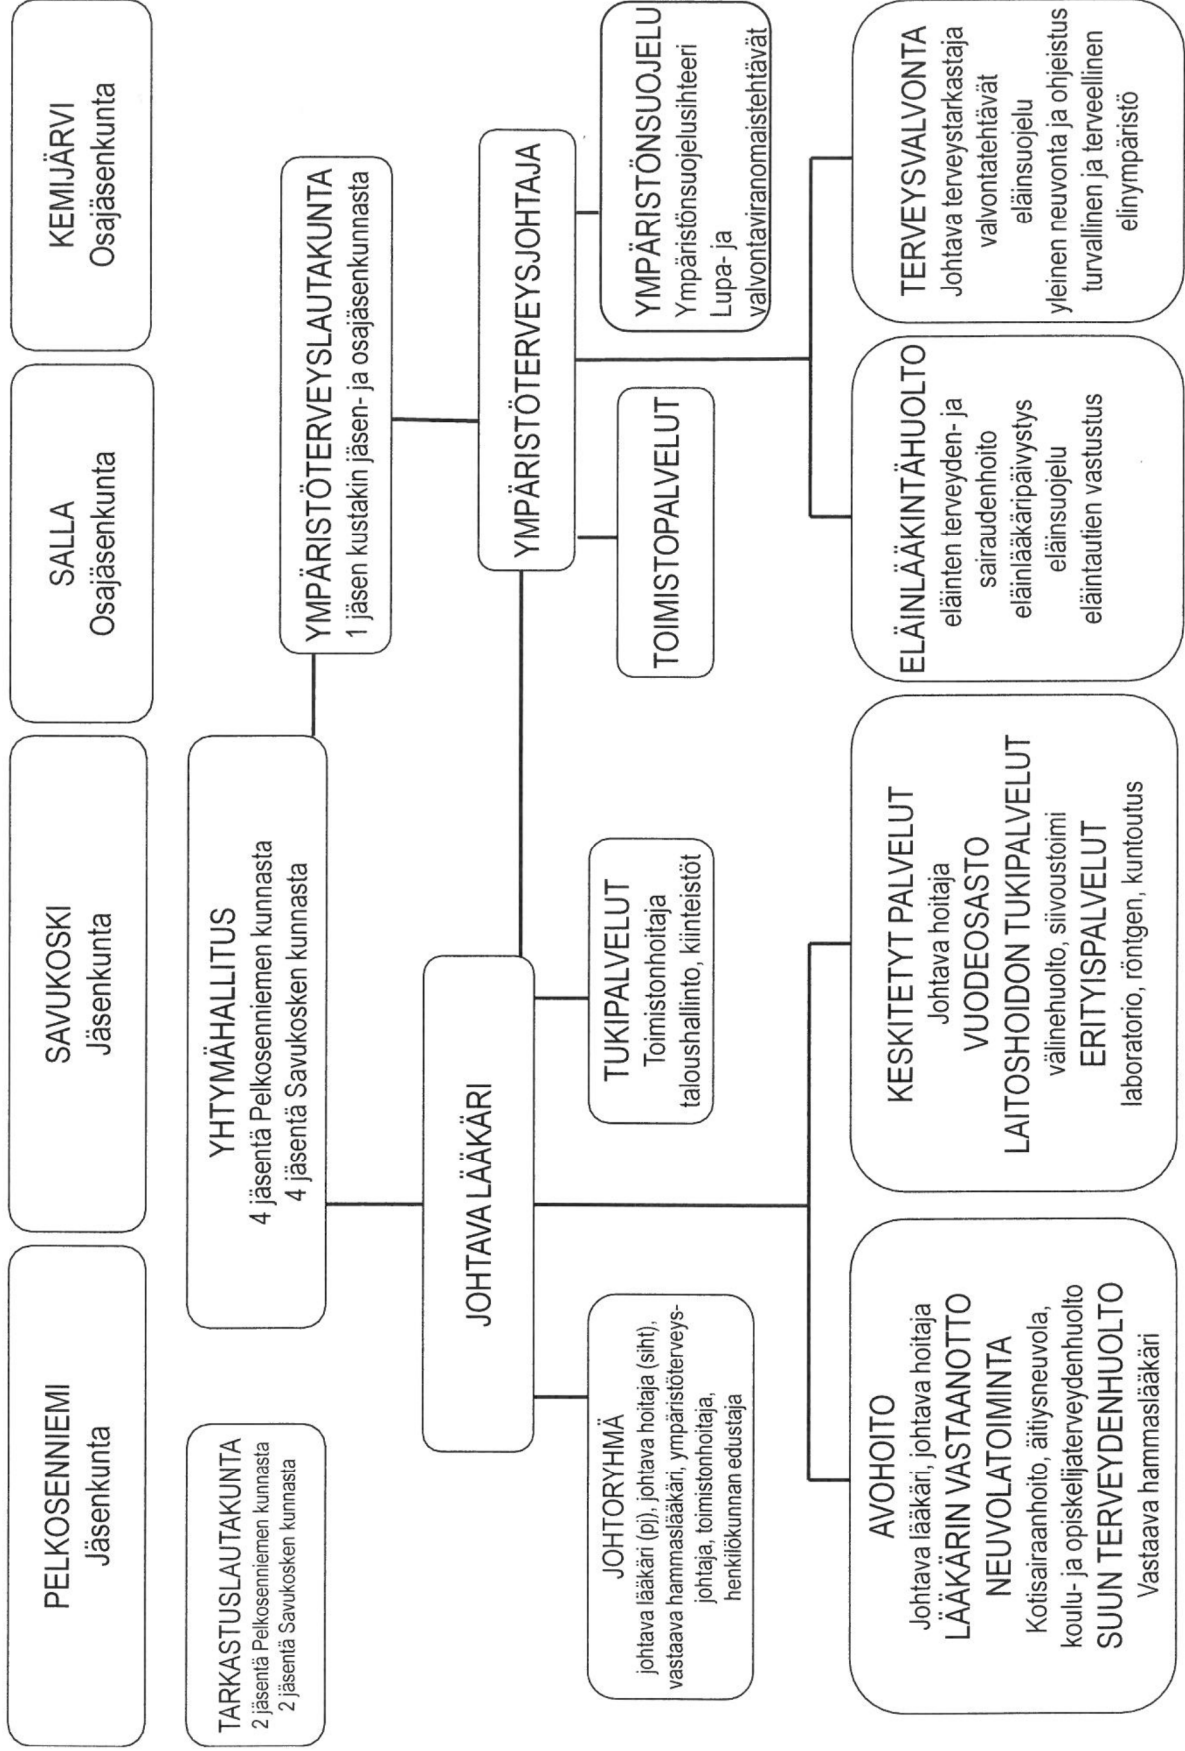 PELKOSENNIEMI
Jäsenkunta
SAVUKOSKI
Jäsenkunta
SALLA
Osajäsenkunta
KEMIJÄRVI
Osajäsenkunta
TARKASTUSLAUTAKUNTA
2 jäsentä Pelkosenniemen kunnasta
2 jäsentä Savukosken kunnasta
YHTYMÄHALLITUS
4 jäsentä Pelkosenniemen kunnasta
4 jäsentä Savukosken kunnasta
YMPÄRISTÖTERVEYSLAUTAKUNTA
1 jäsen kustakin jäsen- ja osajäsenkunnasta
JOHTAVA LÄÄKÄRI
YMPÄRISTÖTERVEYSJOHTAJA
JOHTORYHMÄ
johtava lääkäri (pj), johtava hoitaja (siht),
vastaava hammaslääkäri, ympäristöterveys-
johtaja, toimistonhoitaja,
henkilökunnan edustaja
TUKIPALVELUT
Toimistonhoitaja
taloushallinto, kiinteistöt
TOIMISTOPALVELUT
YMPÄRISTÖNSUOJELU
Ympäristönsuojelusihteeri
Lupa- ja
valvontaviranomaistehtävät
AVOHOITO
Johtava lääkäri, johtava hoitaja
LÄÄKÄRIN VASTAANOTTO
NEUVOLATOIMINTA
Kotisairaanhoito, äitiysneuvola,
koulu- ja opiskelijaterveydenhuolto
SUUN TERVEYDENHUOLTO
Vastaava hammaslääkäri
KESKITETYT PALVELUT
Johtava hoitaja
VUODEOSASTO
LAITOSHOIDON TUKIPALVELUT
välinehuolto, siivoustoimi
ERITYISPALVELUT
laboratorio, röntgen, kuntoutus
ELÄINLÄÄKINTÄHUOLTO
eläinten terveyden- ja
sairaudenhoito
eläinlääkäripäivystys
eläinsuojelu
eläintautien vastustus
TERVEYSVALVONTA
Johtava terveystarkastaja
valvontatehtävät
eläinsuojelu
yleinen neuvonta ja ohjeistus
turvallinen ja terveellinen
elinympäristö